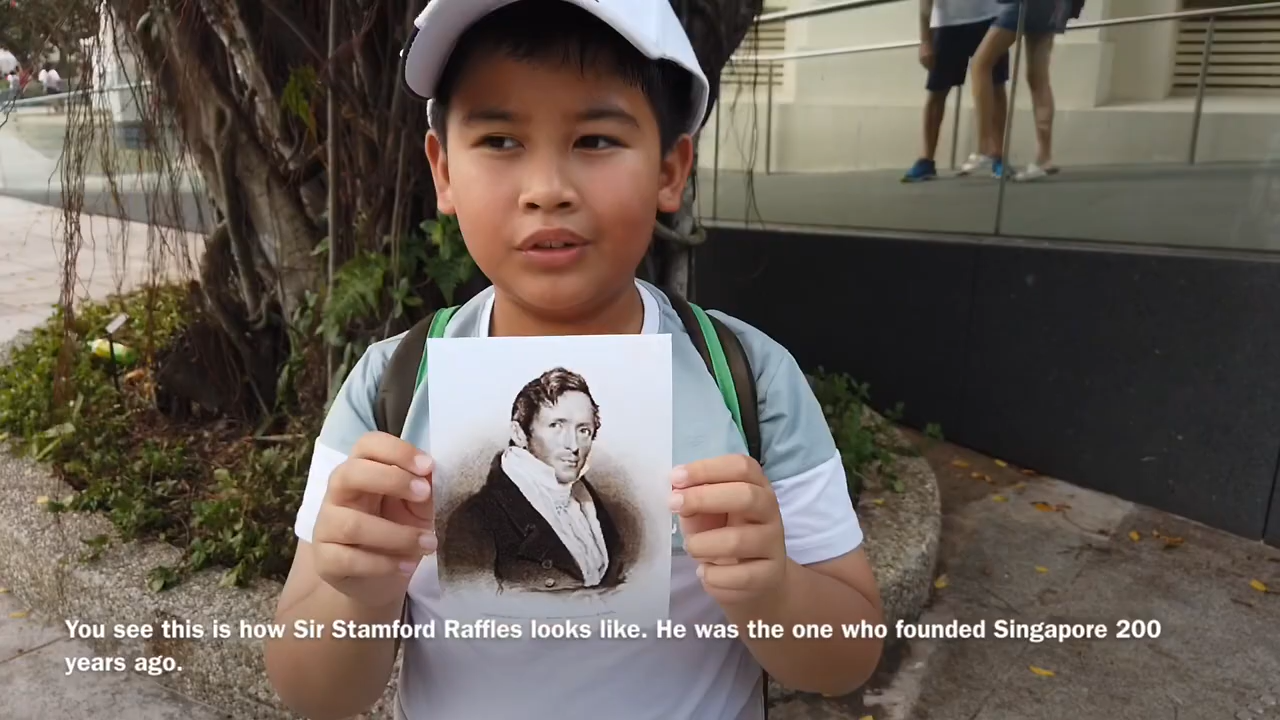 You see this is how Sir Stamford Raffles looks like. He was the one who founded Singapore 200
years ago.